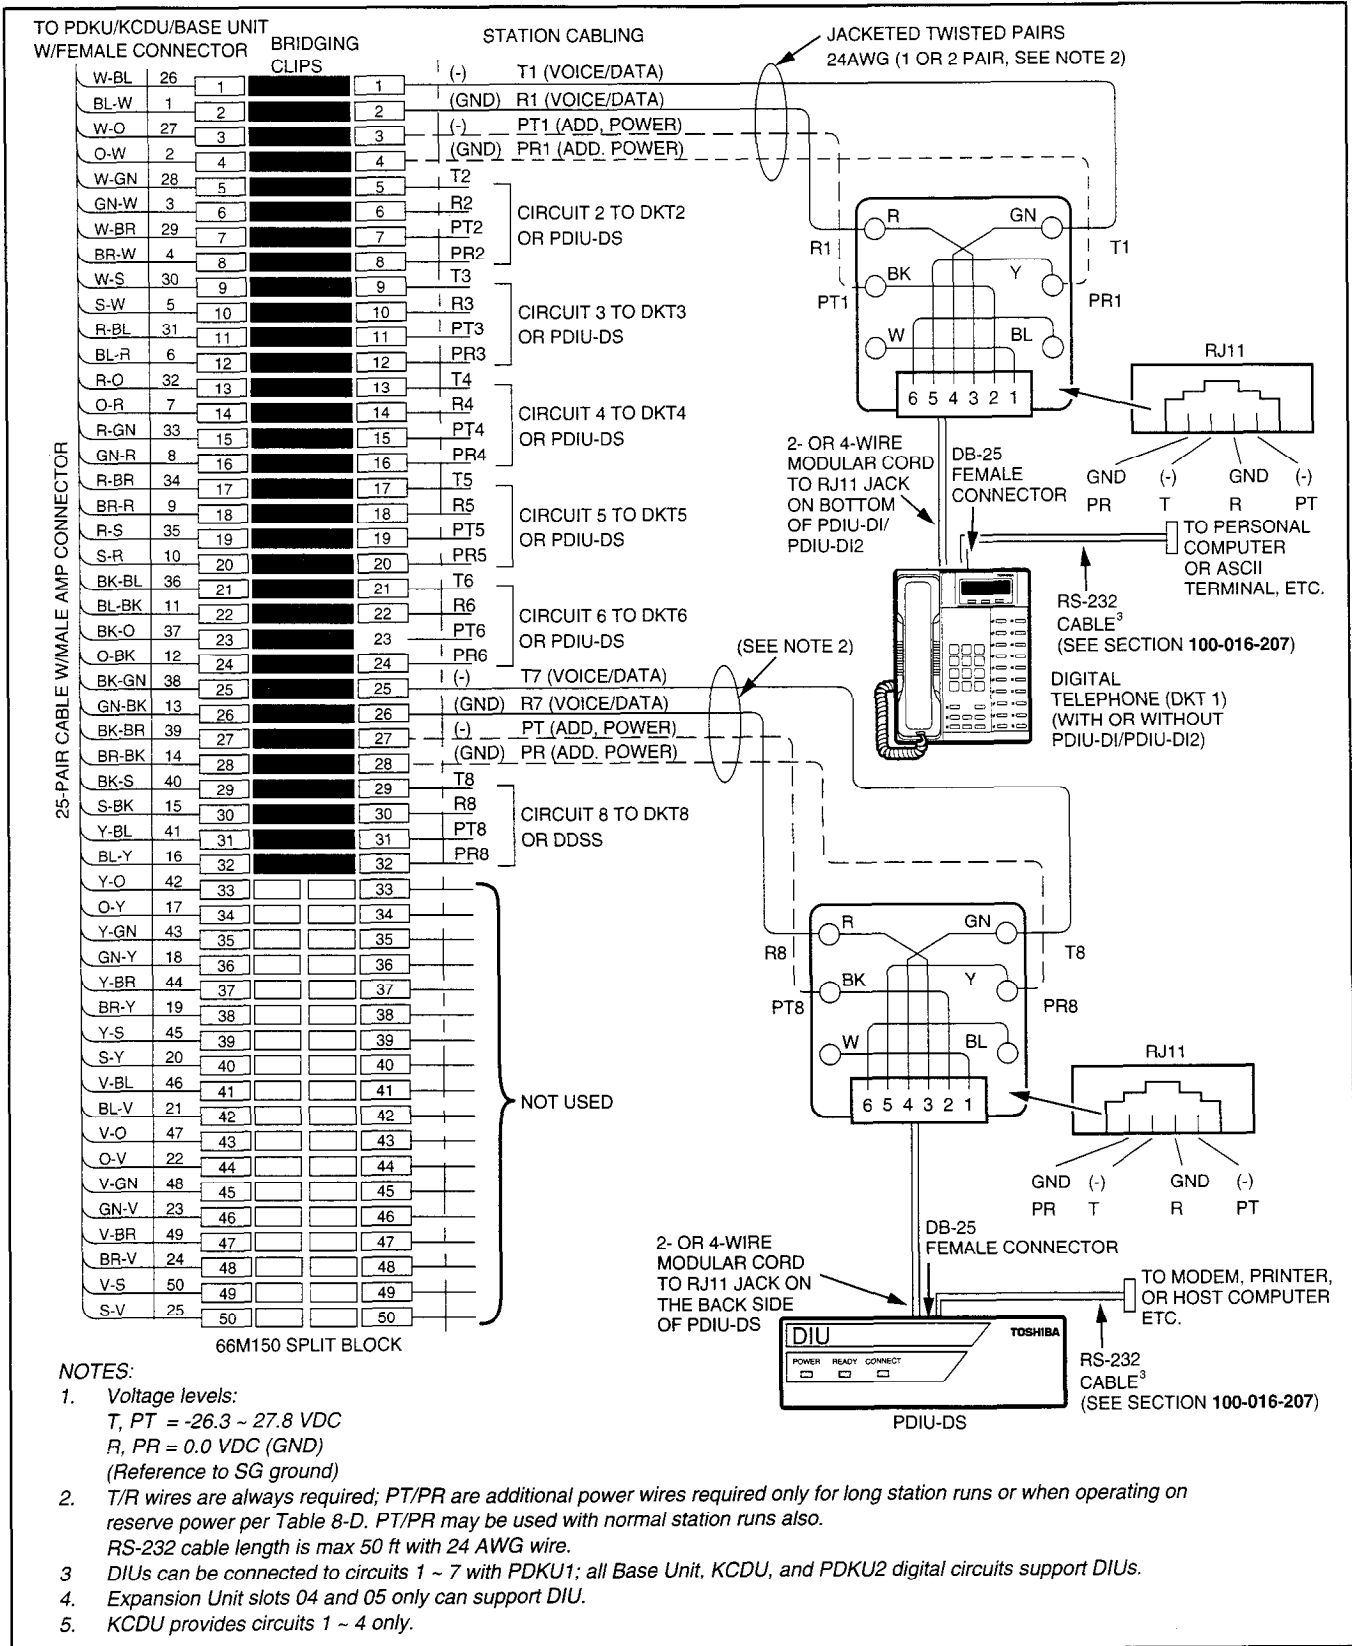 TO PDKU/KCDU/BASE UNIT
W/FEMALE CONNECTOR
BRIDGING
CLIPS
STATION CABLING
JACKETED TWISTED PAIRS
24AWG (1 OR 2 PAIR, SEE NOTE 2)
25-PAIR CABLE W/MALE AMP CONNECTOR
W-BL 26 1 1 (-) T1 (VOICE/DATA)
BL-W 1 2 2 (GND) R1 (VOICE/DATA)
W-O 27 3 3 (-) PT1 (ADD, POWER)
O-W 2 4 4 (GND) PR1 (ADD. POWER)
W-GN 28 5 5 T2
GN-W 3 6 6 R2
W-BR 29 7 7 PT2
BR-W 4 8 8 PR2
CIRCUIT 2 TO DKT2
OR PDIU-DS
W-S 30 9 9 T3
S-W 5 10 10 R3
R-BL 31 11 11 PT3
BL-R 6 12 12 PR3
CIRCUIT 3 TO DKT3
OR PDIU-DS
R-O 32 13 13 T4
O-R 7 14 14 R4
R-GN 33 15 15 PT4
GN-R 8 16 16 PR4
CIRCUIT 4 TO DKT4
OR PDIU-DS
R-BR 34 17 17 T5
BR-R 9 18 18 R5
R-S 35 19 19 PT5
S-R 10 20 20 PR5
CIRCUIT 5 TO DKT5
OR PDIU-DS
BK-BL 36 21 21 T6
BL-BK 11 22 22 R6
BK-O 37 23 23 PT6
O-BK 12 24 24 PR6
CIRCUIT 6 TO DKT6
OR PDIU-DS
BK-GN 38 25 25 (-) T7 (VOICE/DATA)
GN-BK 13 26 26 (GND) R7 (VOICE/DATA)
BK-BR 39 27 27 (-) PT (ADD, POWER)
BR-BK 14 28 28 (GND) PR (ADD. POWER)
(SEE NOTE 2)
BK-S 40 29 29 T8
S-BK 15 30 30 R8
Y-BL 41 31 31 PT8
BL-Y 16 32 32 PR8
CIRCUIT 8 TO DKT8
OR DDSS
Y-O 42 33 33
O-Y 17 34 34
Y-GN 43 35 35
GN-Y 18 36 36
Y-BR 44 37 37
BR-Y 19 38 38
Y-S 45 39 39
S-Y 20 40 40
V-BL 46 41 41
BL-V 21 42 42
V-O 47 43 43
O-V 22 44 44
V-GN 48 45 45
GN-V 23 46 46
V-BR 49 47 47
BR-V 24 48 48
V-S 50 49 49
S-V 25 50 50
NOT USED
66M150 SPLIT BLOCK
R GN
R1 T1
BK Y
PT1 PR1
W BL
6 5 4 3 2 1
RJ11
GND (-) GND (-)
PR T R PT
2- OR 4-WIRE
MODULAR CORD
TO RJ11 JACK
ON BOTTOM
OF PDIU-DI/
PDIU-DI2
DB-25
FEMALE
CONNECTOR
TO PERSONAL
COMPUTER
OR ASCII
TERMINAL, ETC.
RS-232
CABLE³
(SEE SECTION 100-016-207)
TOSHIBA
DIGITAL
TELEPHONE (DKT 1)
(WITH OR WITHOUT
PDIU-DI/PDIU-DI2)
R GN
R8 T8
BK Y
PT8 PR8
W BL
6 5 4 3 2 1
RJ11
GND (-) GND (-)
PR T R PT
2- OR 4-WIRE
MODULAR CORD
TO RJ11 JACK ON
THE BACK SIDE
OF PDIU-DS
DB-25
FEMALE CONNECTOR
TO MODEM, PRINTER,
OR HOST COMPUTER
ETC.
DIU TOSHIBA
POWER READY CONNECT
PDIU-DS
RS-232
CABLE³
(SEE SECTION 100-016-207)
NOTES:
1. Voltage levels:
T, PT = -26.3 ~ 27.8 VDC
R, PR = 0.0 VDC (GND)
(Reference to SG ground)
2. T/R wires are always required; PT/PR are additional power wires required only for long station runs or when operating on
reserve power per Table 8-D. PT/PR may be used with normal station runs also.
RS-232 cable length is max 50 ft with 24 AWG wire.
3 DIUs can be connected to circuits 1 ~ 7 with PDKU1; all Base Unit, KCDU, and PDKU2 digital circuits support DIUs.
4. Expansion Unit slots 04 and 05 only can support DIU.
5. KCDU provides circuits 1 ~ 4 only.